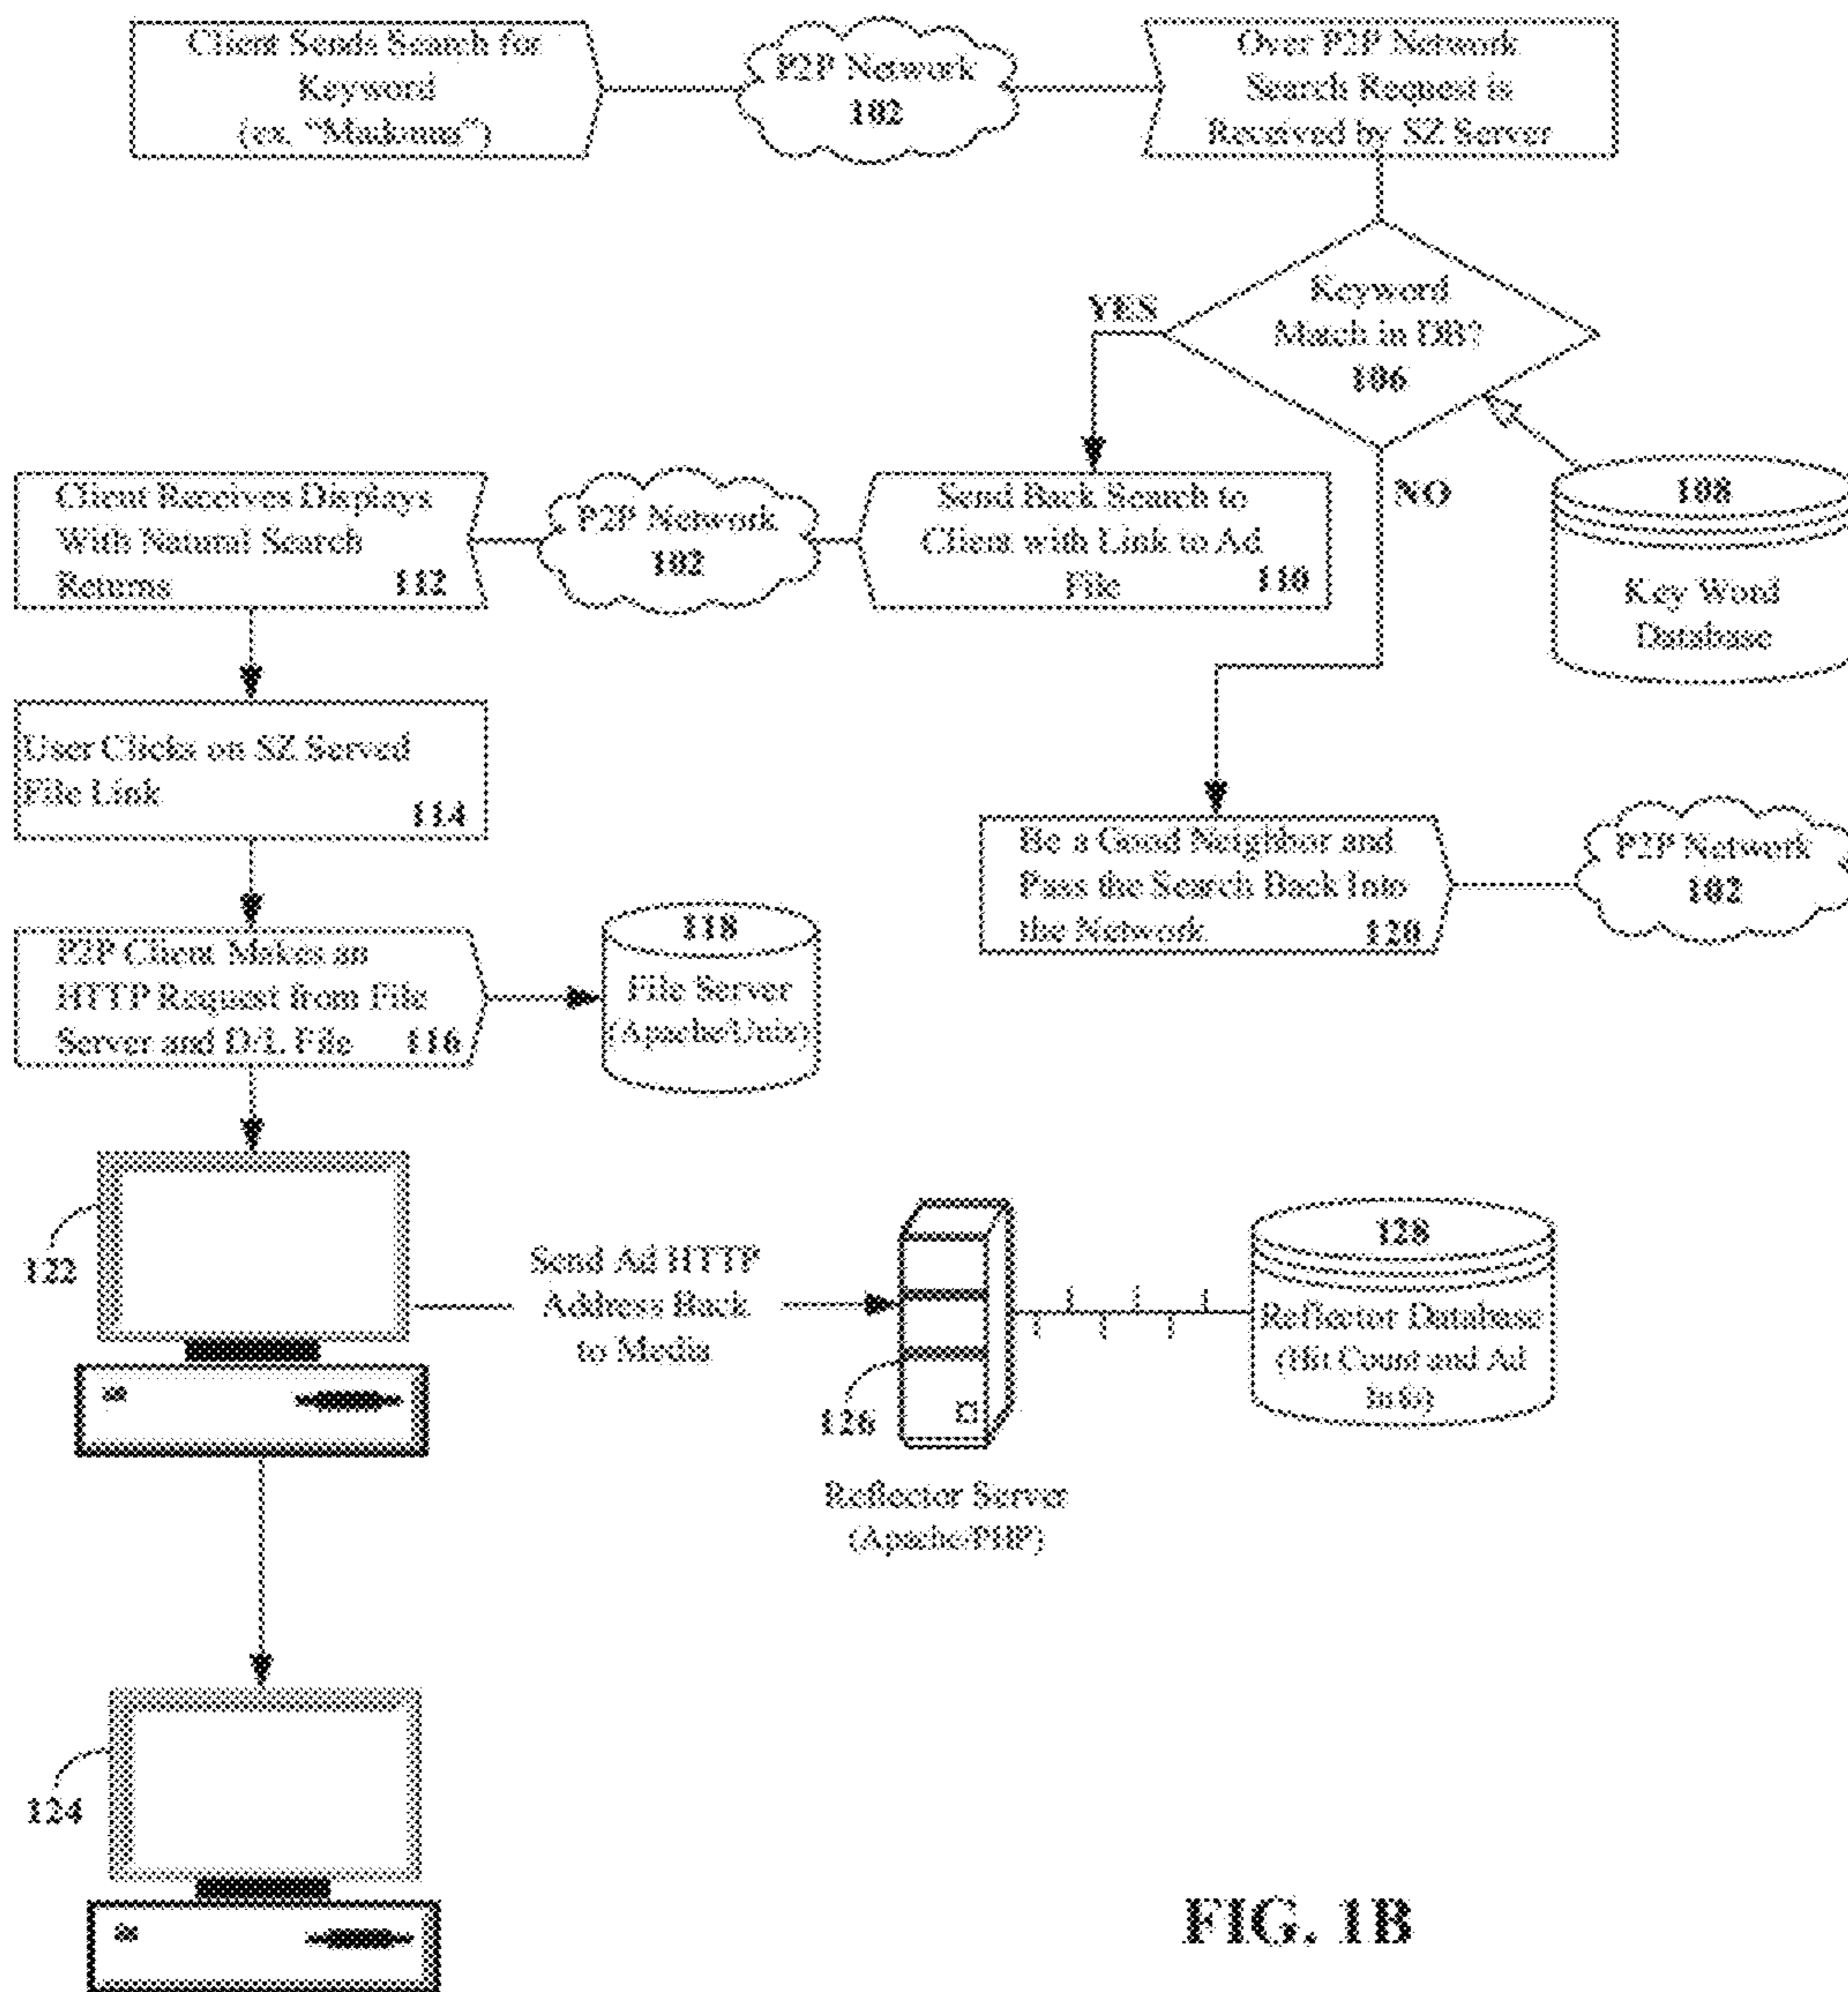 Client Sends Search for
Keyword
(ex. "Muknuns")
P2P Network
102
Over P2P Network
Search Request is
Received by SZ Server
Keyword
Match in DB?
106
YES
NO
108
Key Word
Database
Send Back Search to
Client with Link to Ad
File
110
P2P Network
102
Client Receives Displays
With Natural Search
Returns
112
User Clicks on SZ Served
File Link
114
Be a Good Neighbor and
Pass the Search Back Into
the Network
120
P2P Network
102
P2P Client Makes an
HTTP Request from File
Server and D/L File
116
118
File Server
(Apache/Unix)
122
Send Ad HTTP
Address Back
to Media
126
Reflector Server
(Apache/PHP)
128
Reflector Database
(Hit Count and Ad
Info)
124
FIG. 1B